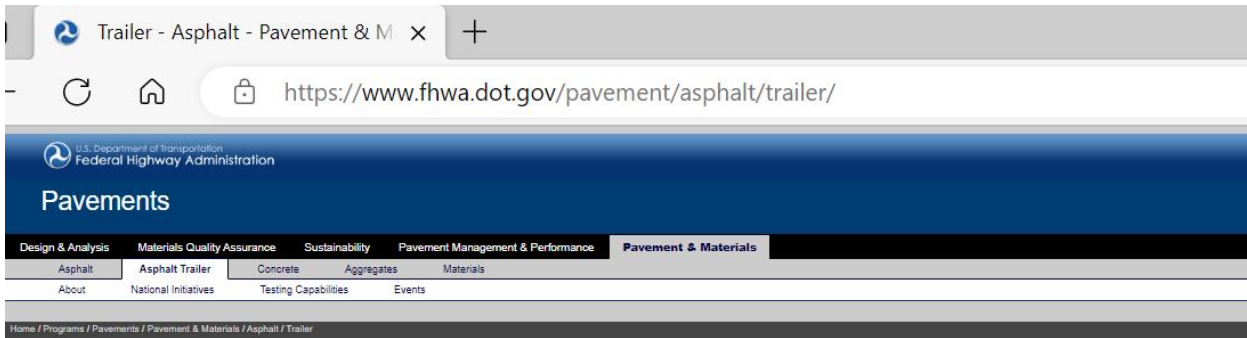 Trailer - Asphalt - Pavement & M
https://www.fhwa.dot.gov/pavement/asphalt/trailer/
U.S. Department of Transportation
Federal Highway Administration
Pavements
Design & Analysis Materials Quality Assurance Sustainability Pavement Management & Performance Pavement & Materials
Asphalt Asphalt Trailer Concrete Aggregates Materials
About National Initiatives Testing Capabilities Events
Home / Programs / Pavements / Pavement & Materials / Asphalt / Trailer